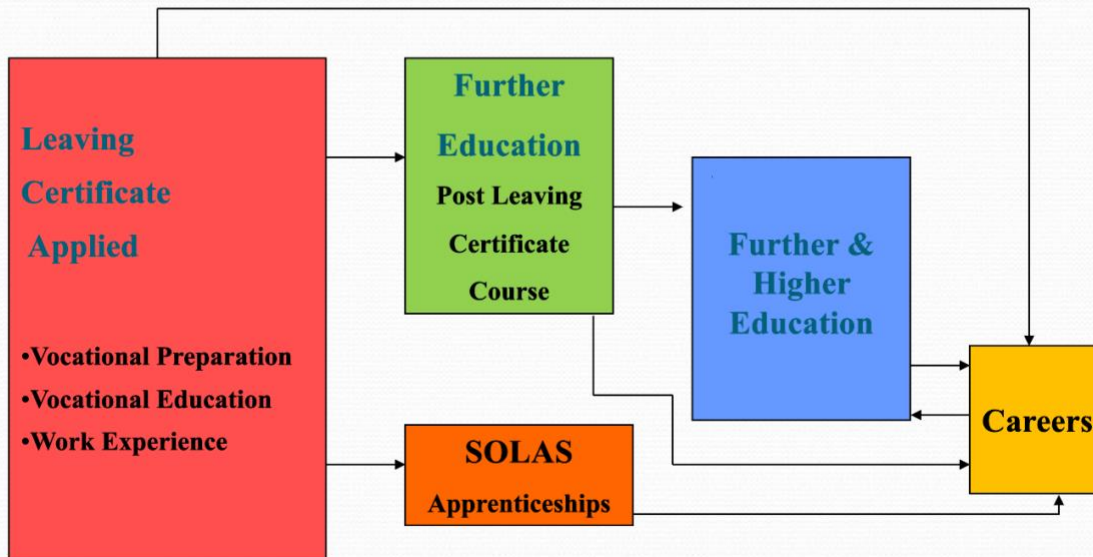 Leaving
Certificate
Applied
•Vocational Preparation
•Vocational Education
•Work Experience
Further
Education
Post Leaving
Certificate
Course
SOLAS
Apprenticeships
Further &
Higher
Education
Careers